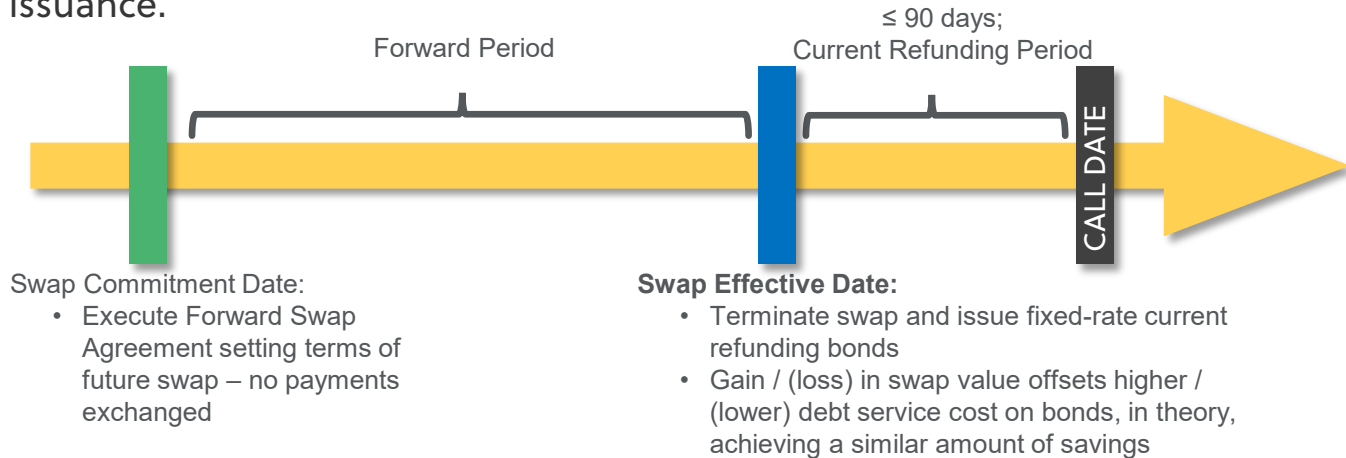 issuance.
≤ 90 days;
Forward Period
Current Refunding Period
CALL DATE
Swap Commitment Date:
• Execute Forward Swap
Agreement setting terms of
future swap – no payments
exchanged
Swap Effective Date:
• Terminate swap and issue fixed-rate current
refunding bonds
• Gain / (loss) in swap value offsets higher /
(lower) debt service cost on bonds, in theory,
achieving a similar amount of savings